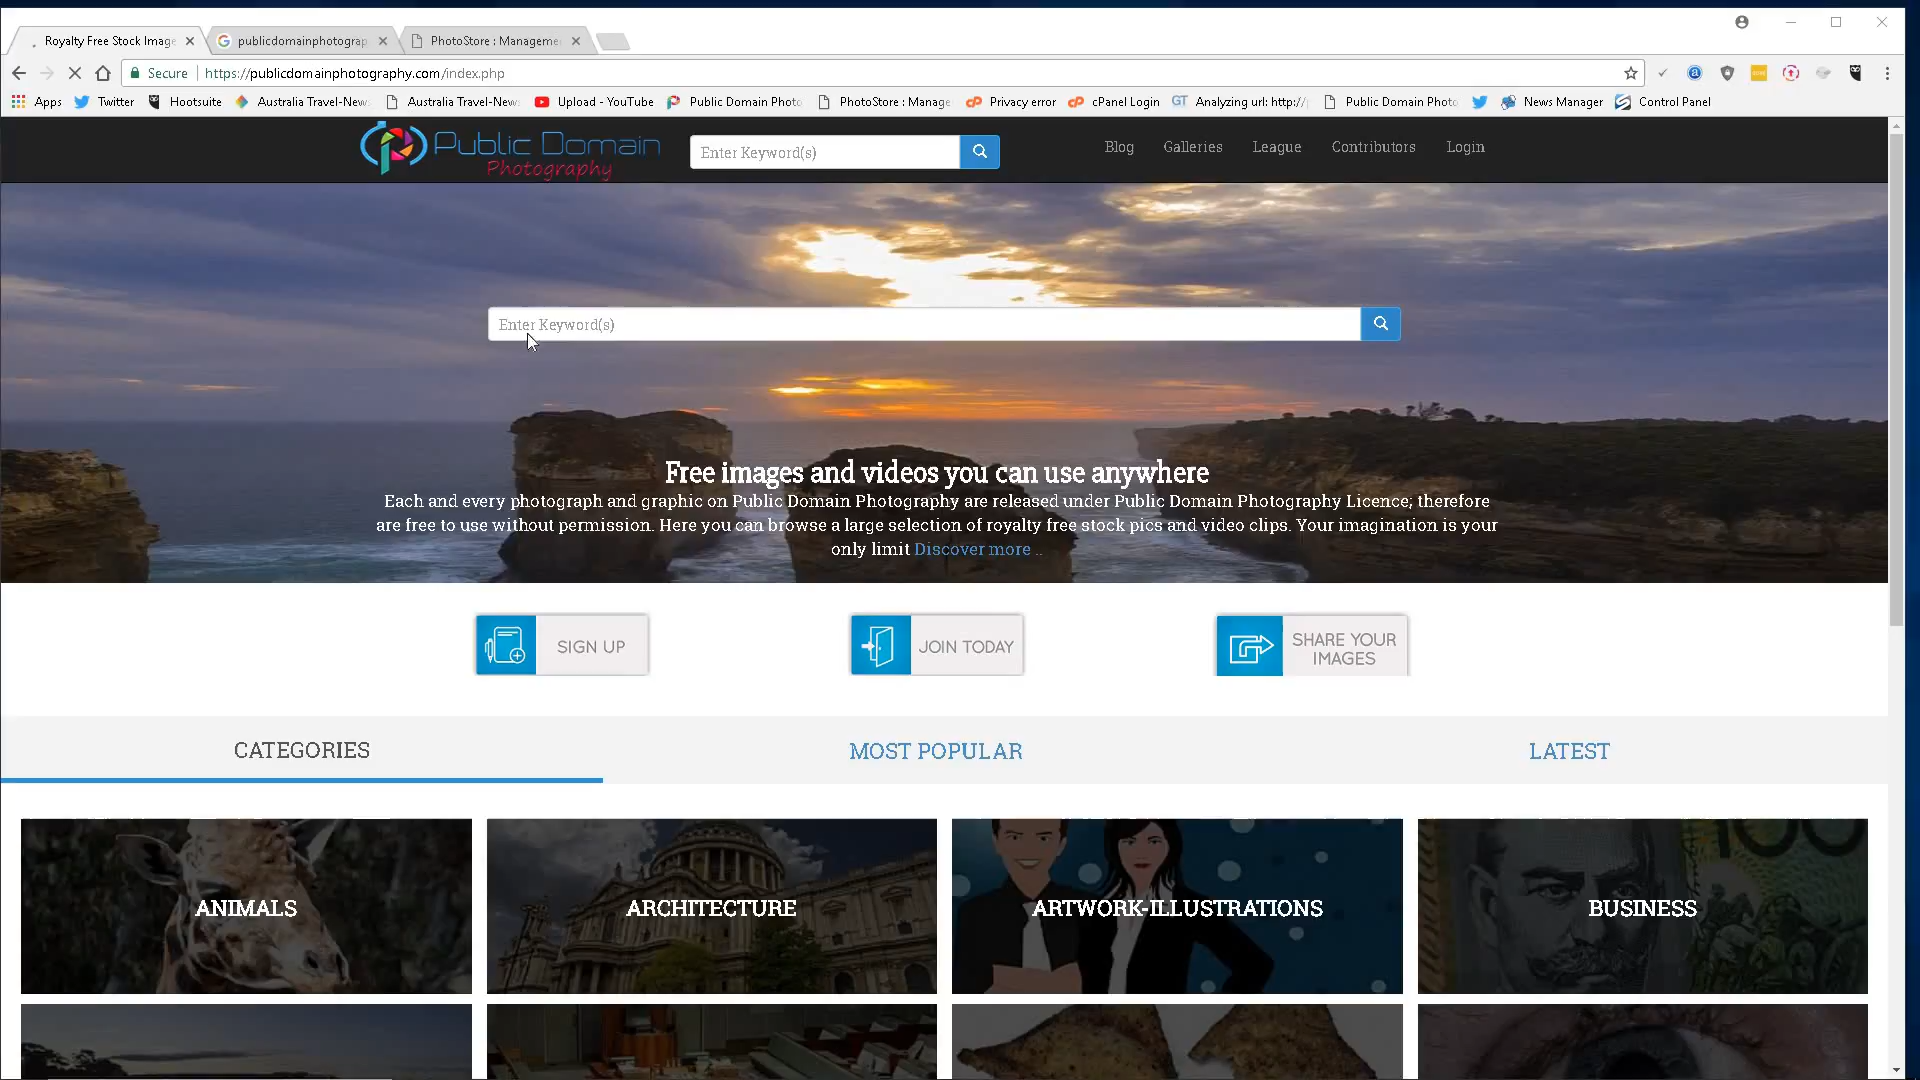 Royalty Free Stock Image
publicdomainphotograp
PhotoStore : Manageme
Secure https://publicdomainphotography.com/index.php
Apps Twitter Hootsuite Australia Travel-New Australia Travel-New Upload - YouTube Public Domain Photo PhotoStore : Manage Privacy error cPanel Login GT Analyzing url: http:// Public Domain Photo News Manager Control Panel
Public Domain
Photography
Enter Keyword(s)
Blog Galleries League Contributors Login
Enter Keyword(s)
Free images and videos you can use anywhere
Each and every photograph and graphic on Public Domain Photography are released under Public Domain Photography Licence; therefore
are free to use without permission. Here you can browse a large selection of royalty free stock pics and video clips. Your imagination is your
only limit Discover more ..
SIGN UP
JOIN TODAY
SHARE YOUR
IMAGES
CATEGORIES MOST POPULAR LATEST
ANIMALS ARCHITECTURE ARTWORK-ILLUSTRATIONS BUSINESS
100